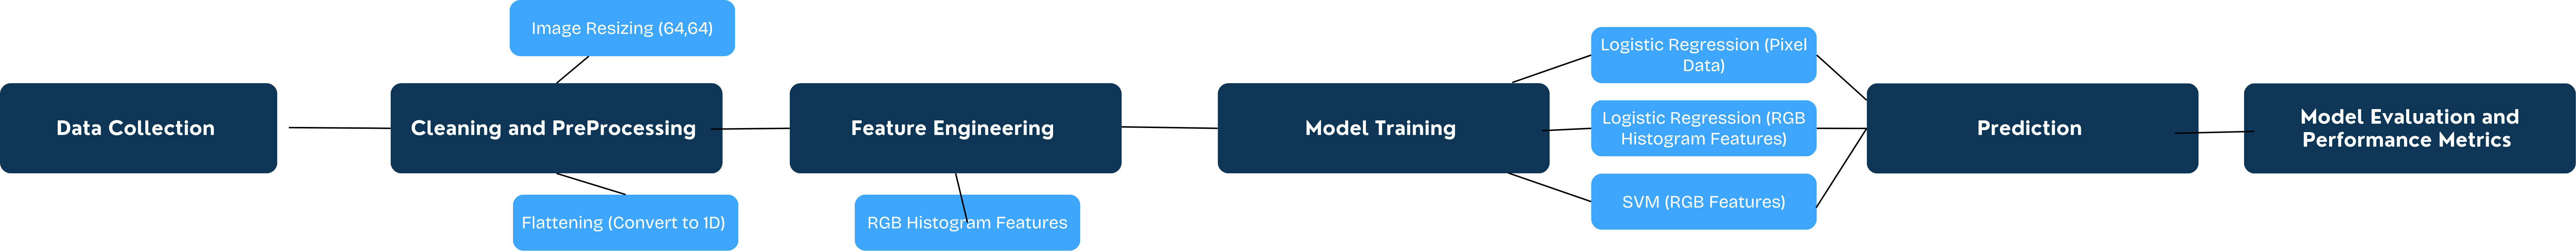 Image Resizing (64,64)
Logistic Regression (Pixel
Data)
Data Collection
Cleaning and PreProcessing
Feature Engineering
Model Training
Logistic Regression (RGB
Histogram Features)
Prediction
Model Evaluation and
Performance Metrics
SVM (RGB Features)
Flattening (Convert to 1D)
RGB Histogram Features